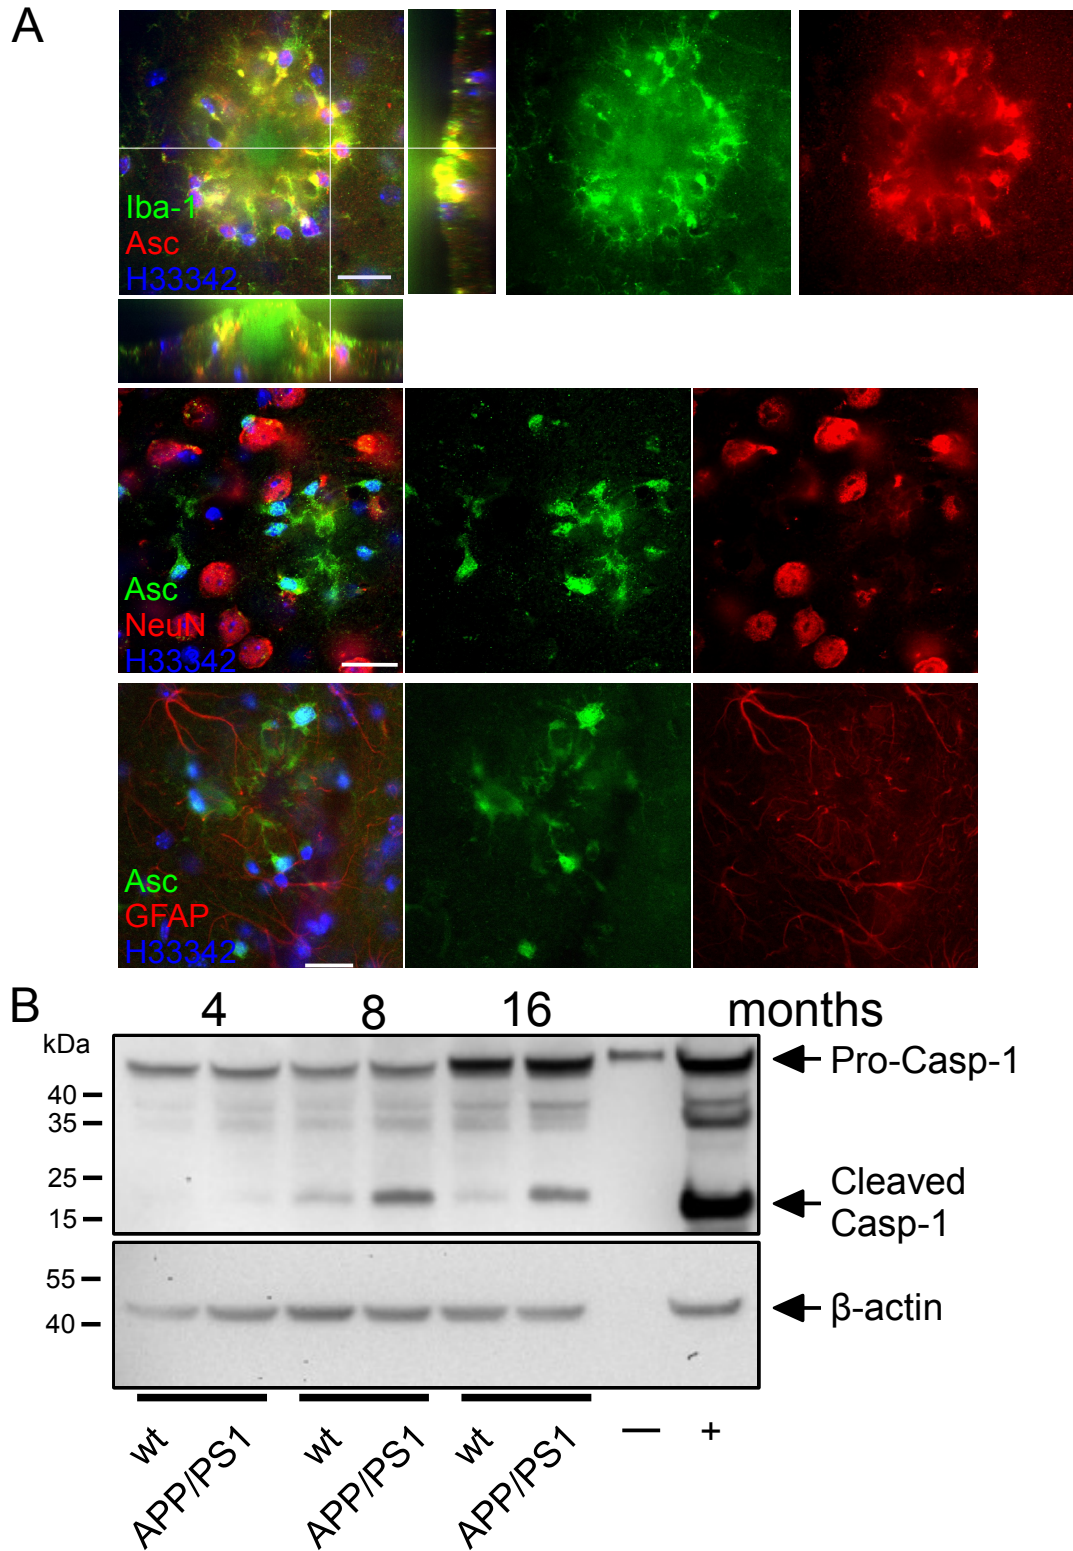 A
Iba-1
Asc
H33342
Asc
NeuN
H33342
Asc
GFAP
H33342
B
4 8 16 months
kDa
40
35
25
15
Pro-Casp-1
Cleaved
Casp-1
55
40
β-actin
wt
APP/PS1
wt
APP/PS1
wt
APP/PS1
—
+